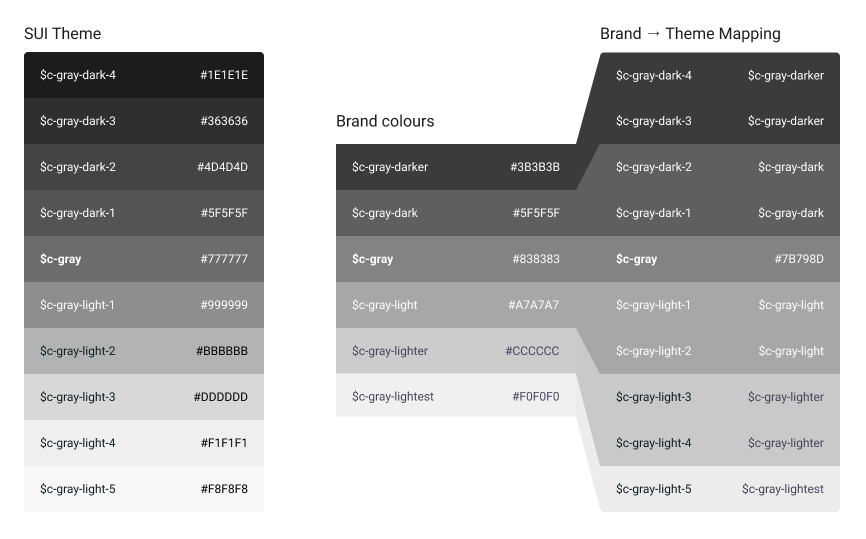 SUI Theme
$c-gray-dark-4 #1E1E1E
$c-gray-dark-3 #363636
$c-gray-dark-2 #4D4D4D
$c-gray-dark-1 #5F5F5F
$c-gray #777777
$c-gray-light-1 #999999
$c-gray-light-2 #BBBBBB
$c-gray-light-3 #DDDDDD
$c-gray-light-4 #F1F1F1
$c-gray-light-5 #F8F8F8
Brand colours
$c-gray-darker #3B3B3B
$c-gray-dark #5F5F5F
$c-gray #838383
$c-gray-light #A7A7A7
$c-gray-lighter #CCCCCC
$c-gray-lightest #F0F0F0
Brand → Theme Mapping
$c-gray-dark-4 $c-gray-darker
$c-gray-dark-3 $c-gray-darker
$c-gray-dark-2 $c-gray-dark
$c-gray-dark-1 $c-gray-dark
$c-gray #7B798D
$c-gray-light-1 $c-gray-light
$c-gray-light-2 $c-gray-light
$c-gray-light-3 $c-gray-lighter
$c-gray-light-4 $c-gray-lighter
$c-gray-light-5 $c-gray-lightest